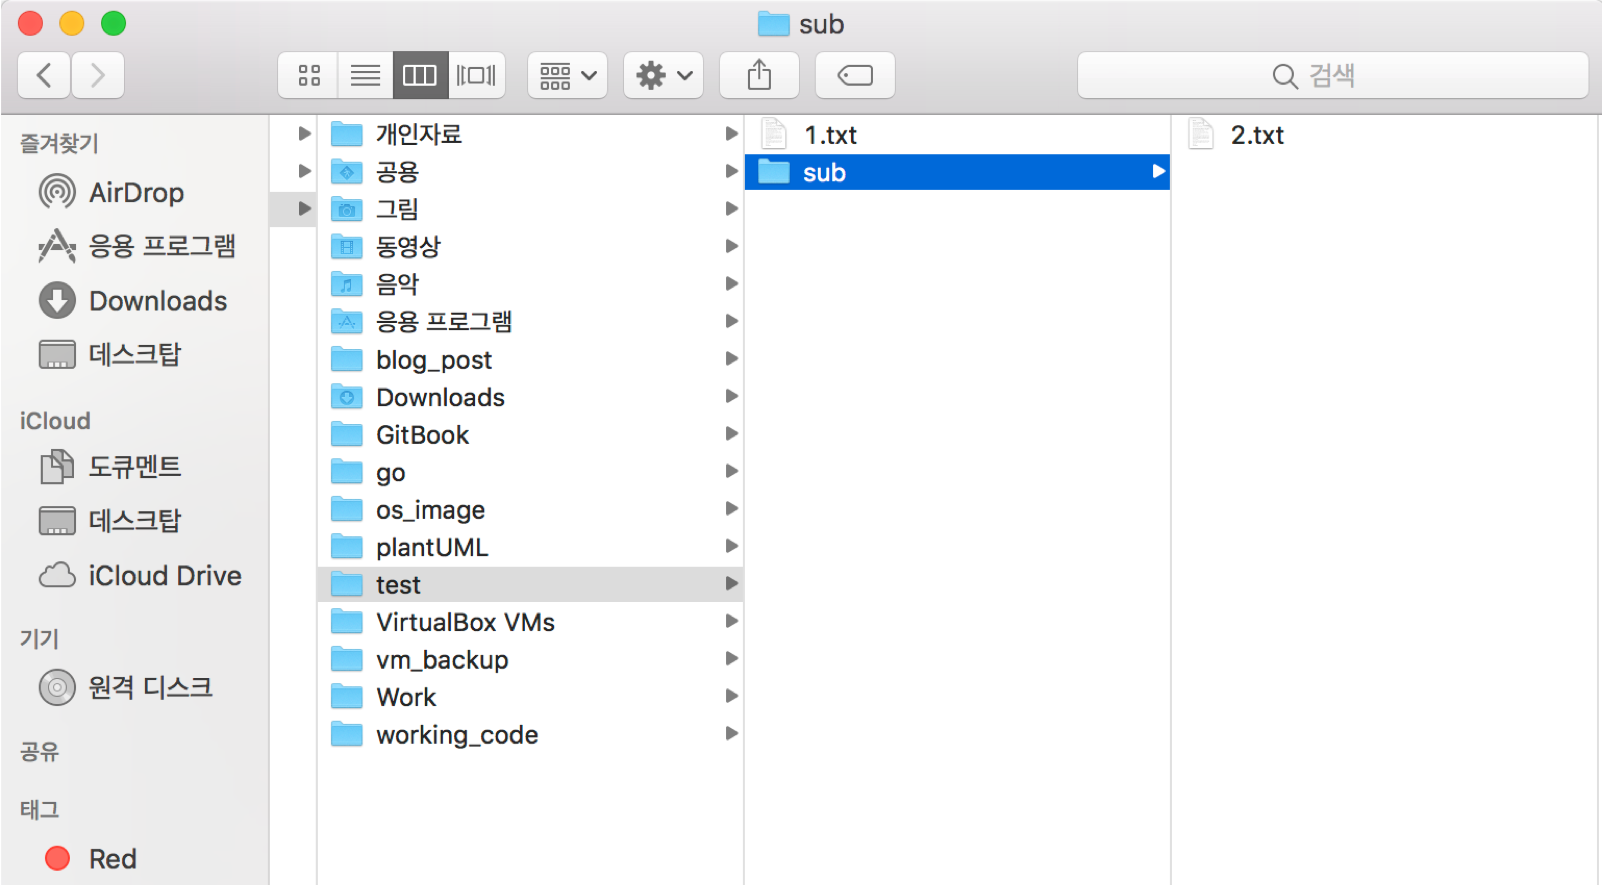 sub
검색
즐겨찾기
AirDrop
응용 프로그램
Downloads
데스크탑
iCloud
도큐멘트
데스크탑
iCloud Drive
기기
원격 디스크
공유
태그
Red
개인자료
공용
그림
동영상
음악
응용 프로그램
blog_post
Downloads
GitBook
go
os_image
plantUML
test
VirtualBox VMs
vm_backup
Work
working_code
1.txt
sub
2.txt